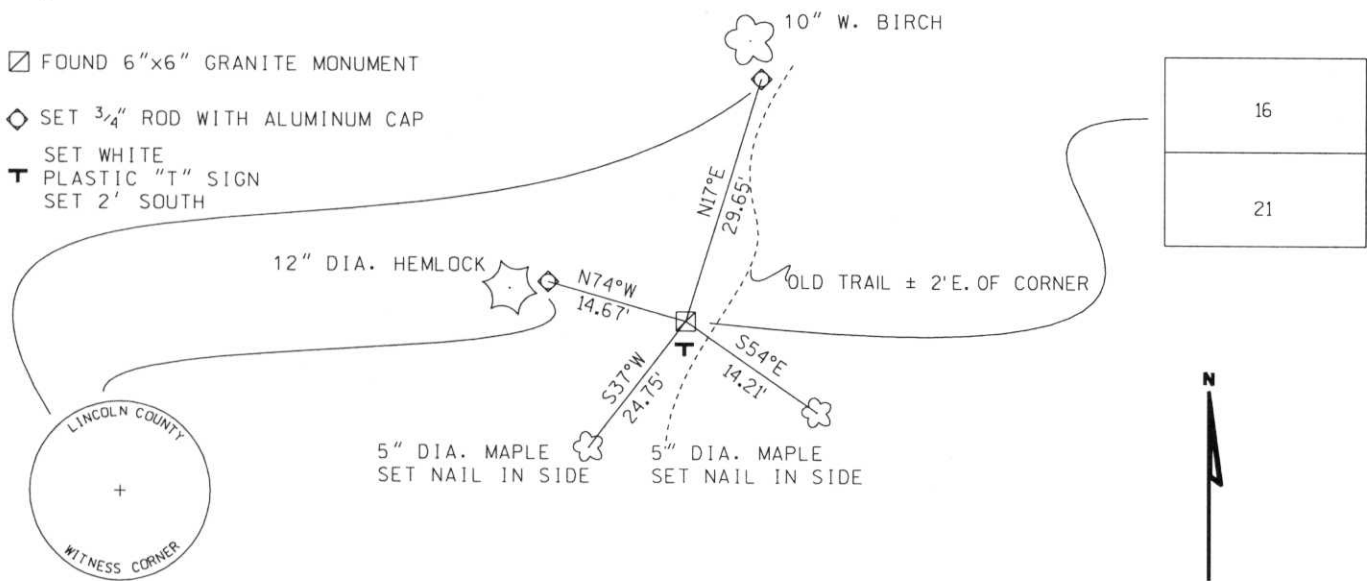 10" W. BIRCH
FOUND 6"x6" GRANITE MONUMENT
SET 3/4" ROD WITH ALUMINUM CAP
SET WHITE
PLASTIC "T" SIGN
SET 2' SOUTH
16
21
N17°E
29.65'
12" DIA. HEMLOCK
N74°W
14.67'
OLD TRAIL ± 2'E. OF CORNER
S54°E
14.21'
S37°W
24.75'
5" DIA. MAPLE
SET NAIL IN SIDE
5" DIA. MAPLE
SET NAIL IN SIDE
N
LINCOLN COUNTY
WITNESS CORNER